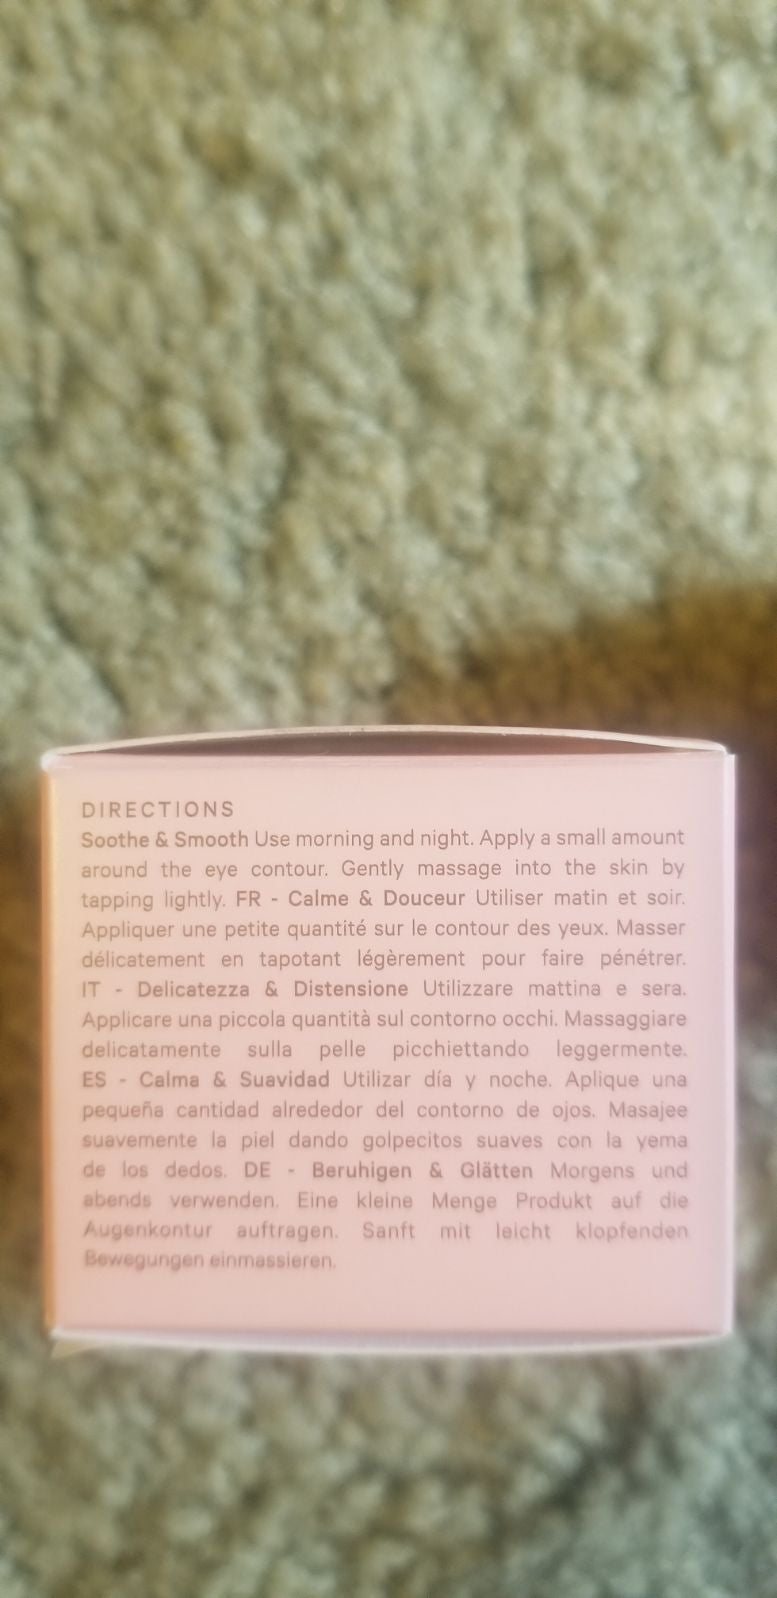 DIRECTIONS
Soothe & Smooth Use morning and night. Apply a small amount
around the eye contour. Gently massage into the skin by
tapping lightly. FR - Calme & Douceur Utiliser matin et soir.
Appliquer une petite quantité sur le contour des yeux. Masser
délicatement en tapotant légèrement pour faire pénétrer.
IT - Delicatezza & Distensione Utilizzare mattina e sera.
Applicare una piccola quantità sul contorno occhi. Massaggiare
delicatamente sulla pelle picchiettando leggermente.
ES - Calma & Suavidad Utilizar día y noche. Aplique una
pequeña cantidad alrededor del contorno de ojos. Masajee
suavemente la piel dando golpecitos suaves con la yema
de los dedos. DE - Beruhigen & Glätten Morgens und
abends verwenden. Eine kleine Menge Produkt auf die
Augenkontur auftragen. Sanft mit leicht klopfenden
Bewegungen einmassieren.